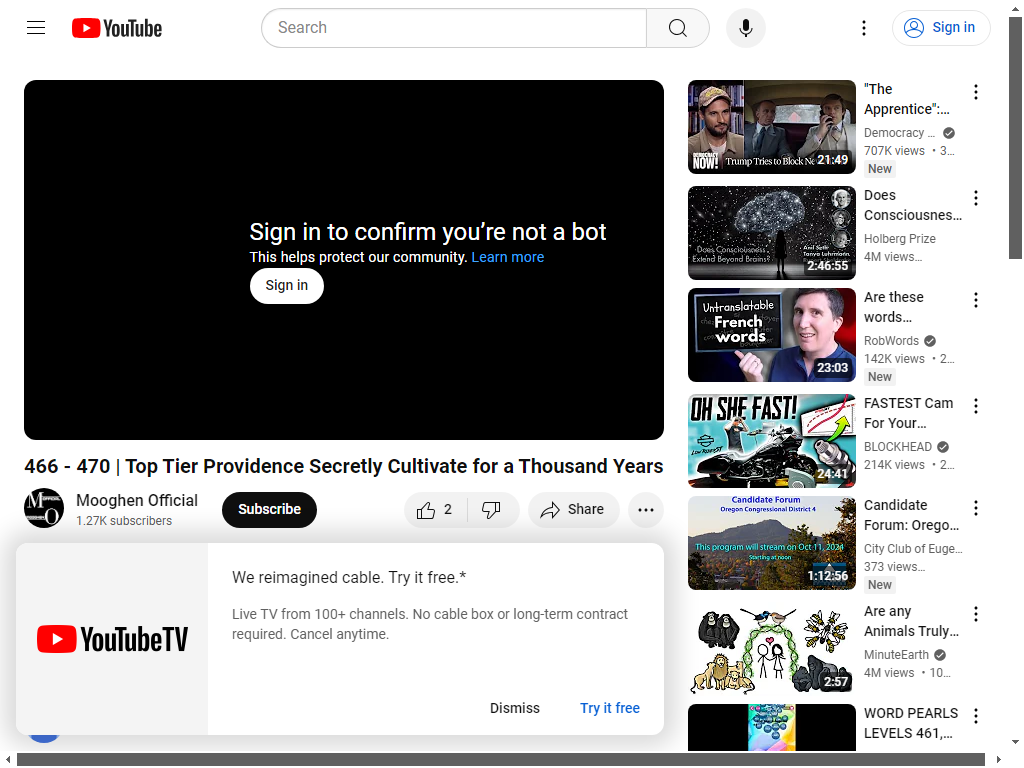 YouTube
Search
Sign in
Sign in to confirm you’re not a bot
This helps protect our community. Learn more
Sign in
466 - 470 | Top Tier Providence Secretly Cultivate for a Thousand Years
Mooghen Official
1.27K subscribers
Subscribe
2
Share
We reimagined cable. Try it free.*
Live TV from 100+ channels. No cable box or long-term contract
required. Cancel anytime.
YouTubeTV
Dismiss
Try it free
DEMOCRACY
NOW!
Trump Tries to Block
21:49
"The
Apprentice":...
Democracy ...
707K views • 3...
New
Does Consciousness
Extend Beyond Brains?
Anil Seth
Tanya Luhrmann
2:46:55
Does
Consciousnes...
Holberg Prize
4M views...
Untranslatable
French
words
23:03
Are these
words...
RobWords
142K views • 2...
New
OH SHE FAST!
24:41
FASTEST Cam
For Your...
BLOCKHEAD
214K views • 2...
Candidate Forum
Oregon Congressional District 4
This program will stream on Oct 11, 2024
Starting at noon
1:12:56
Candidate
Forum: Orego...
City Club of Euge...
373 views...
New
2:57
Are any
Animals Truly...
MinuteEarth
4M views • 10...
WORD PEARLS
LEVELS 461,...